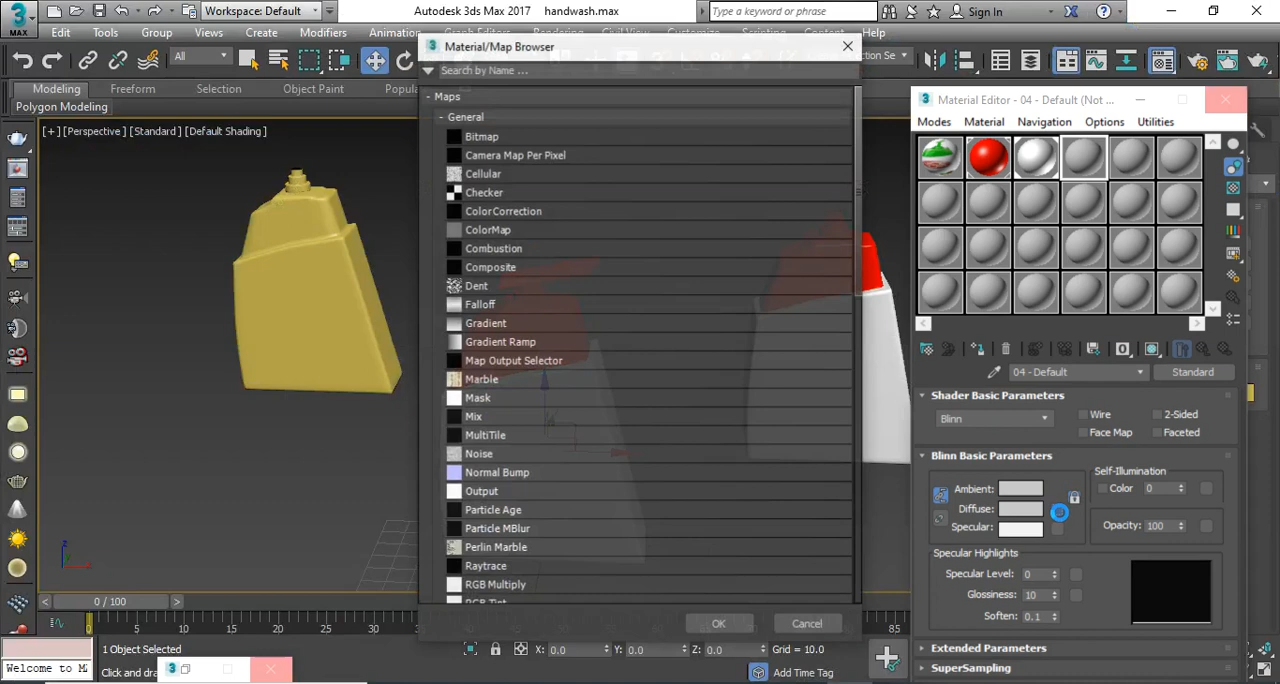 MAX
Workspace: Default
Autodesk 3ds Max 2017 handwash.max
Type a keyword or phrase
Sign In
Edit Tools Group Views Create Modifiers
Help
All
Modeling Freeform Selection Object Paint
Polygon Modeling
[+] [Perspective] [Standard] [Default Shading]
Material/Map Browser
Search by Name ...
- Maps
- General
Bitmap
Camera Map Per Pixel
Cellular
Checker
ColorCorrection
ColorMap
Combustion
Composite
Dent
Falloff
Gradient
Gradient Ramp
Map Output Selector
Marble
Mask
Mix
MultiTile
Noise
Normal Bump
Output
Particle Age
Particle MBlur
Perlin Marble
Raytrace
RGB Multiply
RGB Tint
OK Cancel
Material Editor - 04 - Default (Not ...
Modes Material Navigation Options Utilities
04 - Default Standard
Shader Basic Parameters
Blinn
Wire 2-Sided
Face Map Faceted
Blinn Basic Parameters
Self-Illumination
Ambient: Color 0
Diffuse:
Specular: Opacity: 100
Specular Highlights
Specular Level: 0
Glossiness: 10
Soften: 0.1
Extended Parameters
SuperSampling
z
0 / 100
0 5 10 15 20 25 30 35 85
1 Object Selected
X: 0.0 Y: 0.0 Z: 0.0 Grid = 10.0
Welcome to M
Click and dra
Add Time Tag